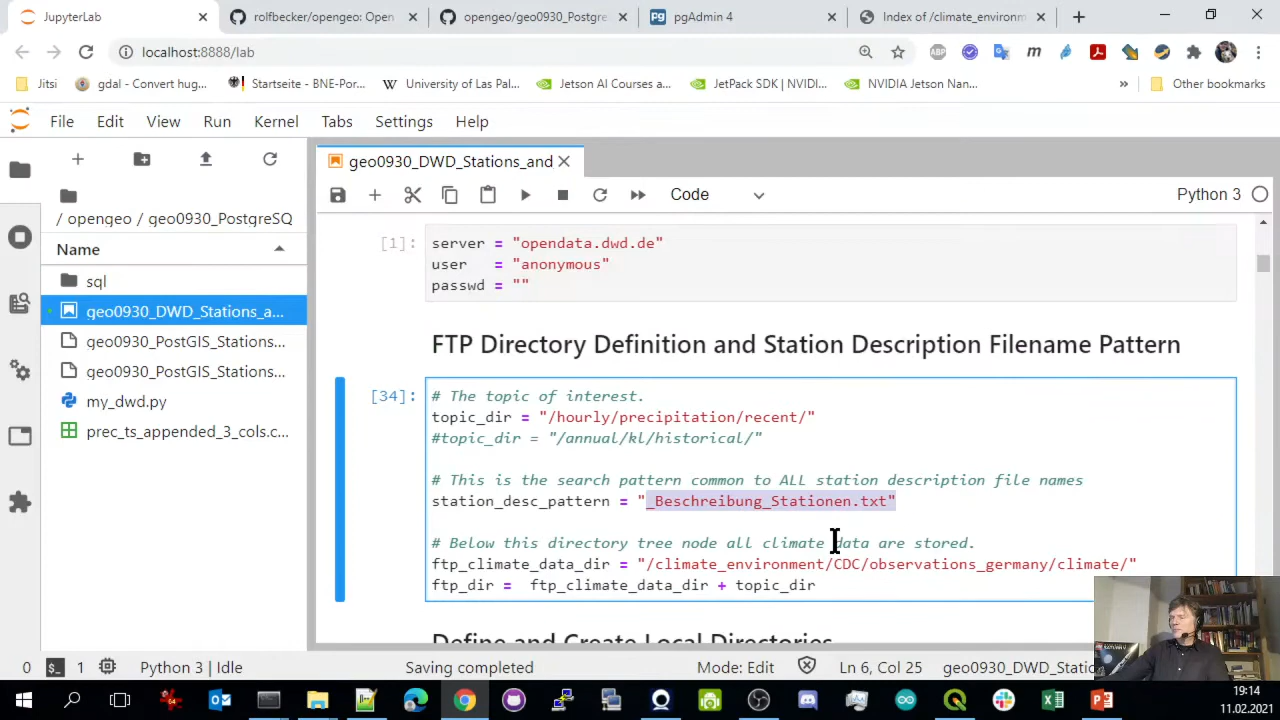 JupyterLab
rolfbecker/opengeo: Open
opengeo/geo0930_Postgre
pgAdmin 4
Index of /climate_environm
localhost:8888/lab
Jitsi
gdal - Convert hug...
Startseite - BNE-Por...
University of Las Pal...
Jetson AI Courses a...
JetPack SDK | NVIDI...
NVIDIA Jetson Nan...
Other bookmarks
File Edit View Run Kernel Tabs Settings Help
geo0930_DWD_Stations_and
/ opengeo / geo0930_PostgreSQ
Code
Python 3
Name
sql
geo0930_DWD_Stations_a...
geo0930_PostGIS_Stations...
geo0930_PostGIS_Stations...
my_dwd.py
prec_ts_appended_3_cols.c...
[1]:
server = "opendata.dwd.de"
user = "anonymous"
passwd = ""
FTP Directory Definition and Station Description Filename Pattern
[34]:
# The topic of interest.
topic_dir = "/hourly/precipitation/recent/"
#topic_dir = "/annual/kl/historical/"
# This is the search pattern common to ALL station description file names
station_desc_pattern = "_Beschreibung_Stationen.txt"
# Below this directory tree node all climate data are stored.
ftp_climate_data_dir = "/climate_environment/CDC/observations_germany/climate/"
ftp_dir = ftp_climate_data_dir + topic_dir
Define and Create Local Directories
0 1 Python 3 | Idle
Saving completed
Mode: Edit
Ln 6, Col 25
geo0930_DWD_Statio
19:14
11.02.2021